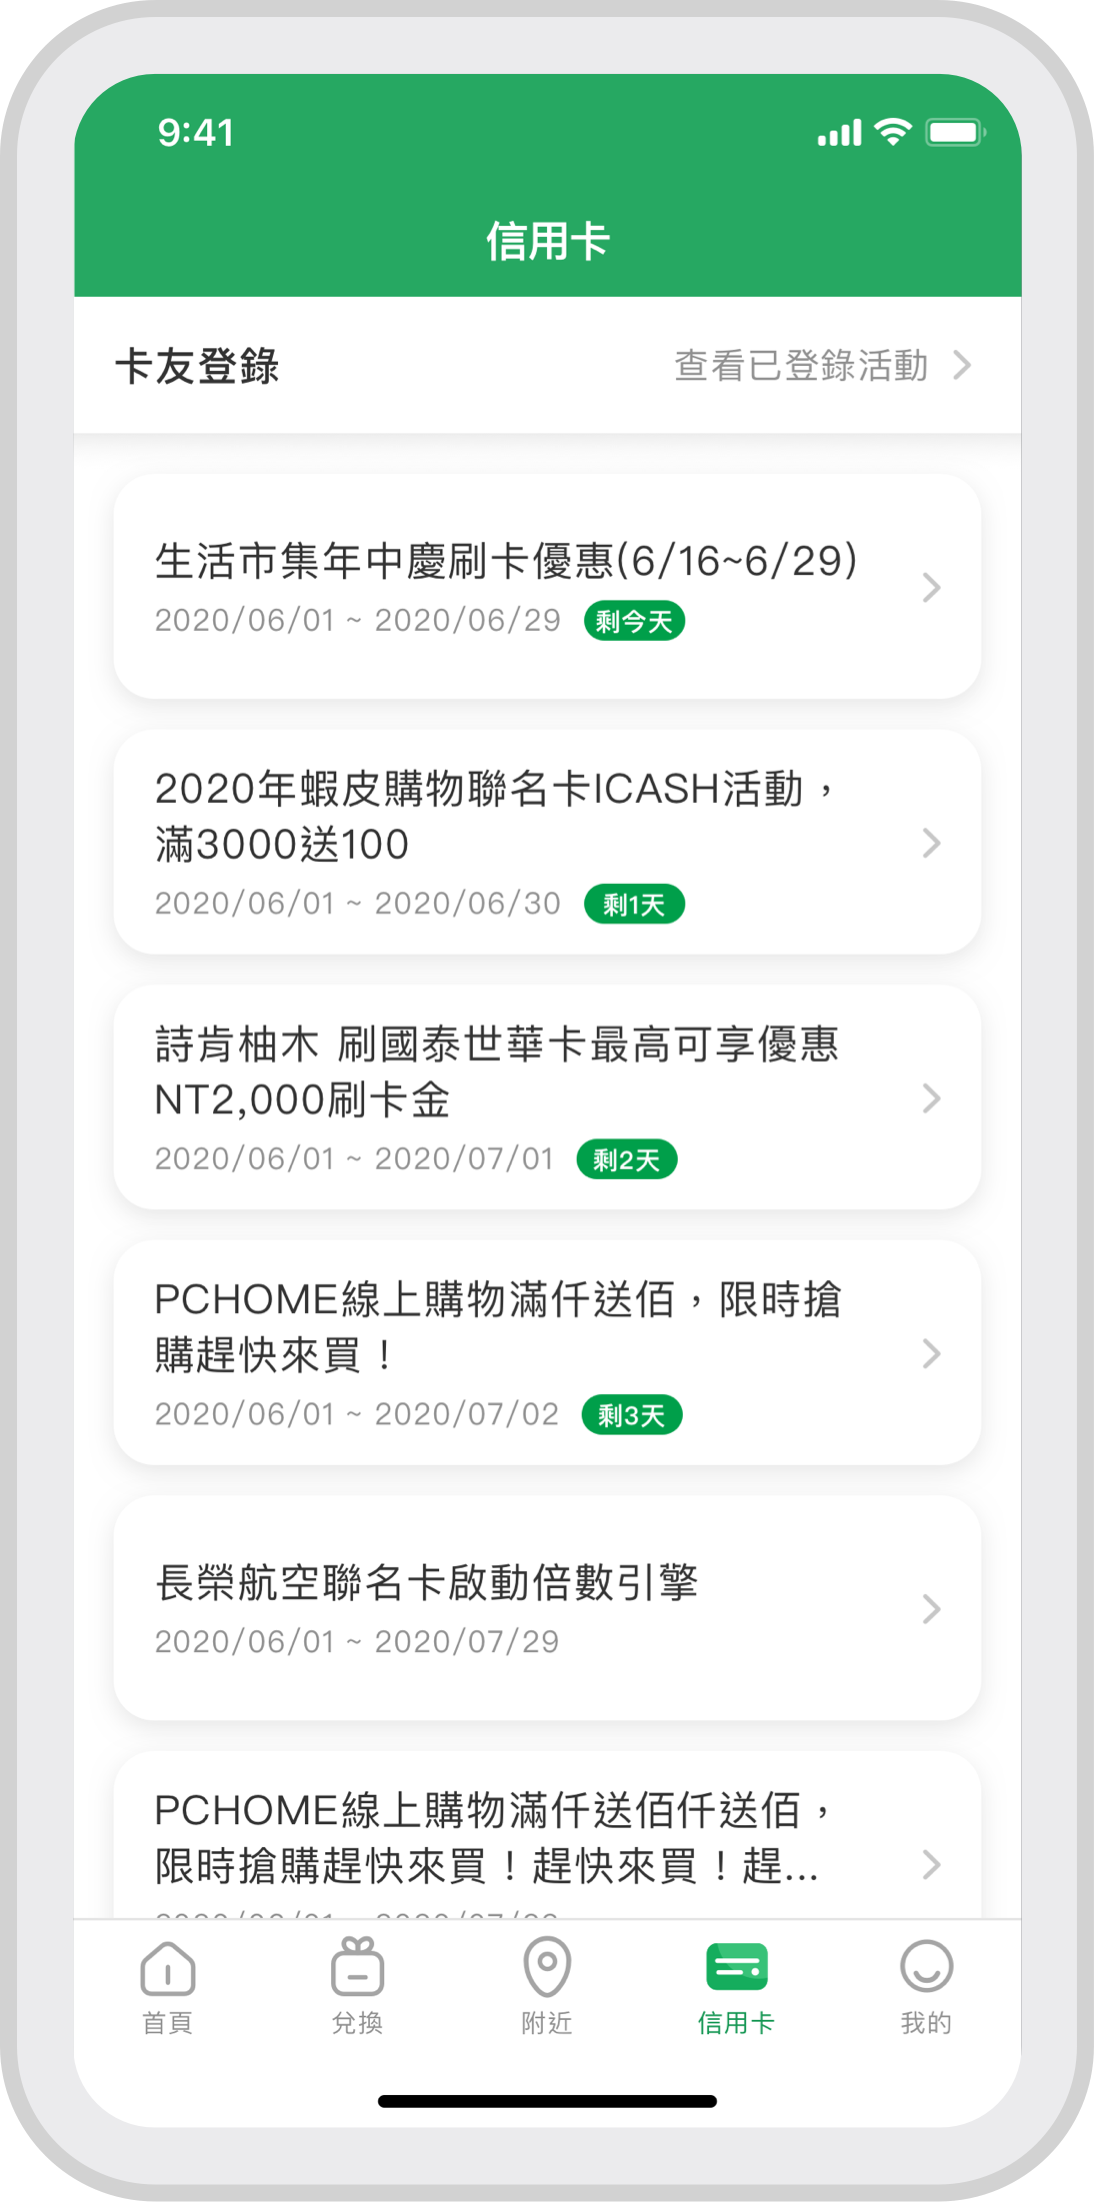 9:41
信用卡
卡友登錄
查看已登錄活動
生活市集年中慶刷卡優惠(6/16~6/29)
2020/06/01 ~ 2020/06/29 剩今天
2020年蝦皮購物聯名卡ICASH活動，
滿3000送100
2020/06/01 ~ 2020/06/30 剩1天
詩肯柚木 刷國泰世華卡最高可享優惠
NT2,000刷卡金
2020/06/01 ~ 2020/07/01 剩2天
PCHOME線上購物滿仟送佰，限時搶
購趕快來買！
2020/06/01 ~ 2020/07/02 剩3天
長榮航空聯名卡啟動倍數引擎
2020/06/01 ~ 2020/07/29
PCHOME線上購物滿仟送佰仟送佰，
限時搶購趕快來買！趕快來買！趕...
首頁
兌換
附近
信用卡
我的